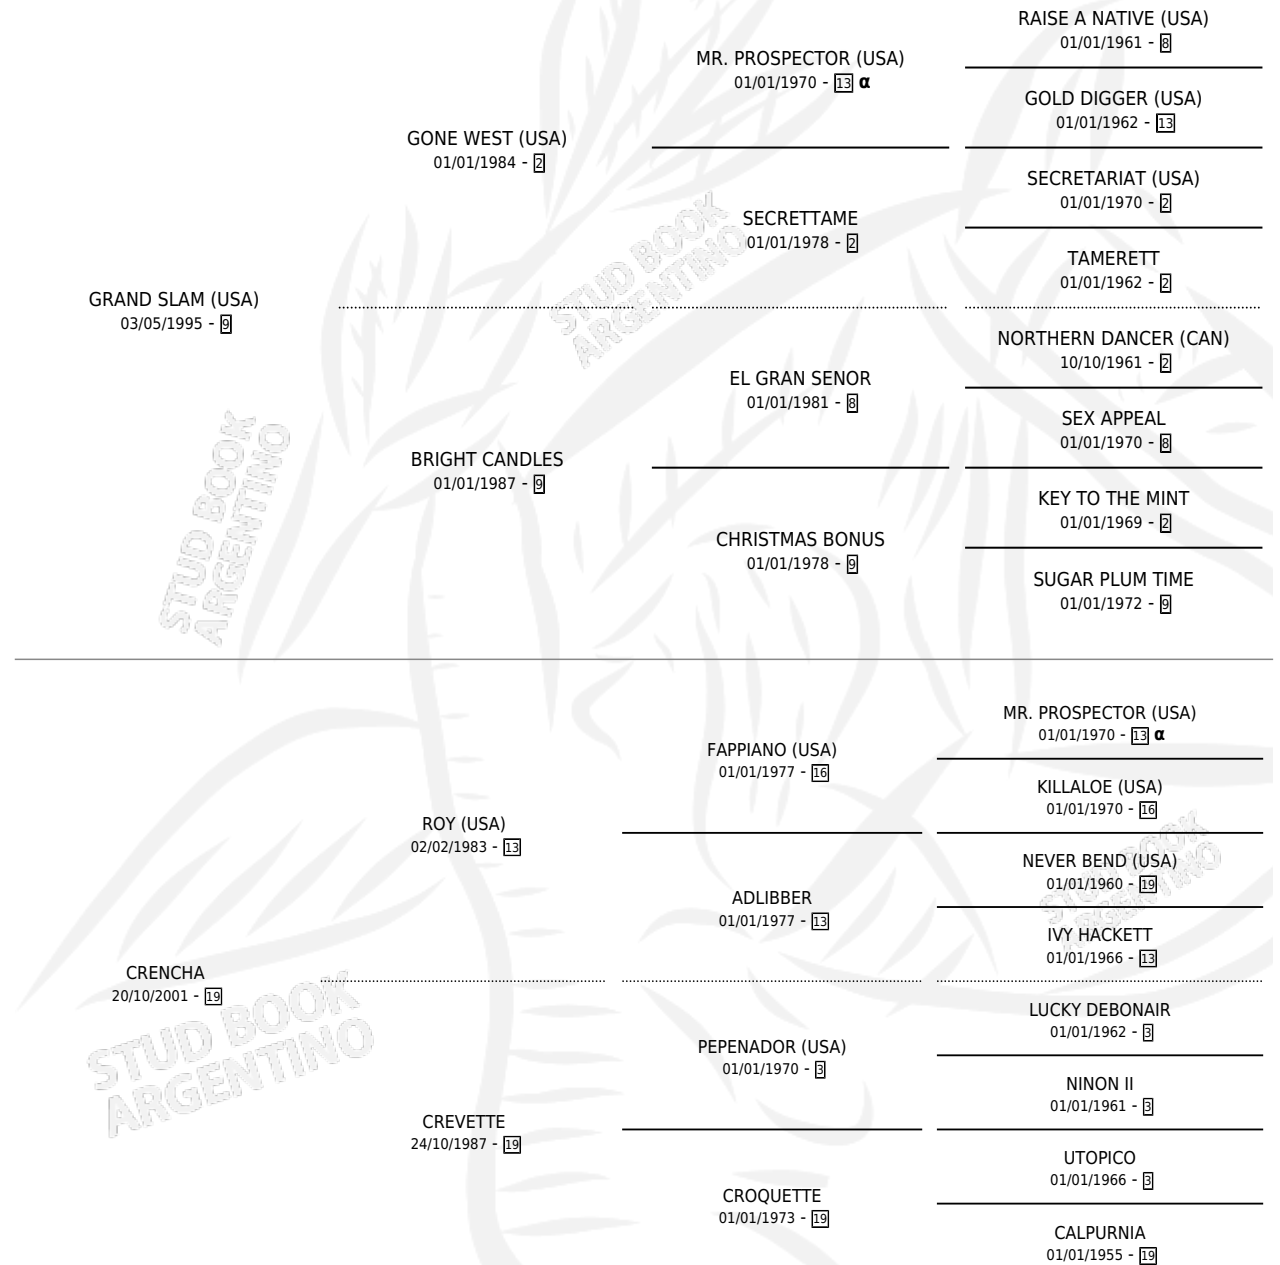 RAISE A NATIVE (USA)
01/01/1961 - 8
MR. PROSPECTOR (USA)
01/01/1970 - 13 α
GOLD DIGGER (USA)
01/01/1962 - 13
GONE WEST (USA)
01/01/1984 - 2
SECRETARIAT (USA)
01/01/1970 - 2
SECRETTAME
01/01/1978 - 2
TAMERETT
01/01/1962 - 2
GRAND SLAM (USA)
03/05/1995 - 9
NORTHERN DANCER (CAN)
10/10/1961 - 2
EL GRAN SENOR
01/01/1981 - 8
SEX APPEAL
01/01/1970 - 8
BRIGHT CANDLES
01/01/1987 - 9
KEY TO THE MINT
01/01/1969 - 2
CHRISTMAS BONUS
01/01/1978 - 9
SUGAR PLUM TIME
01/01/1972 - 9
MR. PROSPECTOR (USA)
01/01/1970 - 13 α
FAPPIANO (USA)
01/01/1977 - 16
KILLALOE (USA)
01/01/1970 - 16
ROY (USA)
02/02/1983 - 13
NEVER BEND (USA)
01/01/1960 - 19
ADLIBBER
01/01/1977 - 13
IVY HACKETT
01/01/1966 - 13
CRENCHA
20/10/2001 - 19
LUCKY DEBONAIR
01/01/1962 - 3
PEPENADOR (USA)
01/01/1970 - 3
NINON II
01/01/1961 - 3
CREVETTE
24/10/1987 - 19
UTOPICO
01/01/1966 - 3
CROQUETTE
01/01/1973 - 19
CALPURNIA
01/01/1955 - 19
STUD BOOK
ARGENTINO
STUD BOOK
ARGENTINO
STUD BOOK
ARGENTINO
STUD BOOK
ARGENTINO